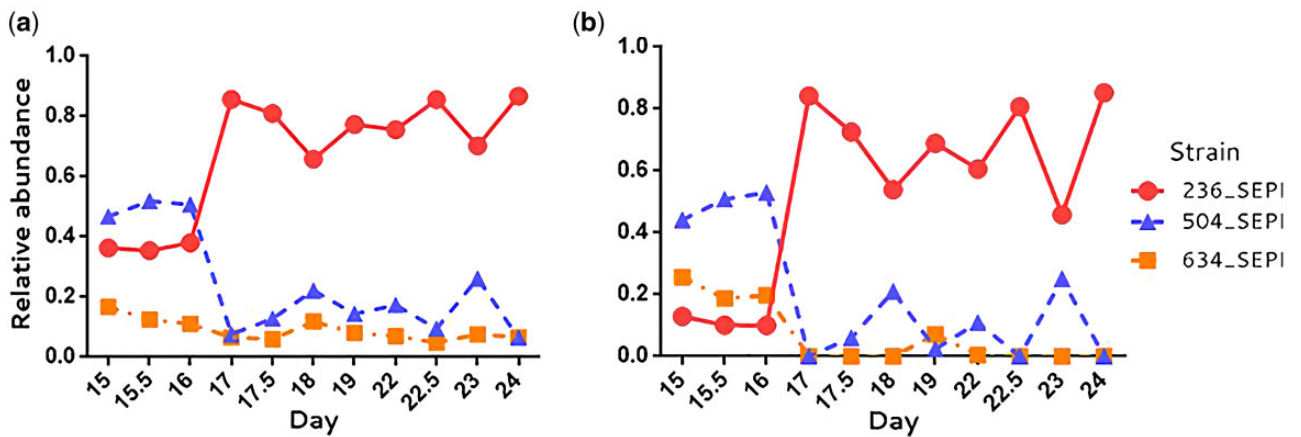 (a)
Relative abundance
1.0
0.8
0.6
0.4
0.2
0.0
15 15.5 16 17 17.5 18 19 22 22.5 23 24
Day
(b)
1.0
0.8
0.6
0.4
0.2
0.0
15 15.5 16 17 17.5 18 19 22 22.5 23 24
Day
Strain
236_SEPI
504_SEPI
634_SEPI